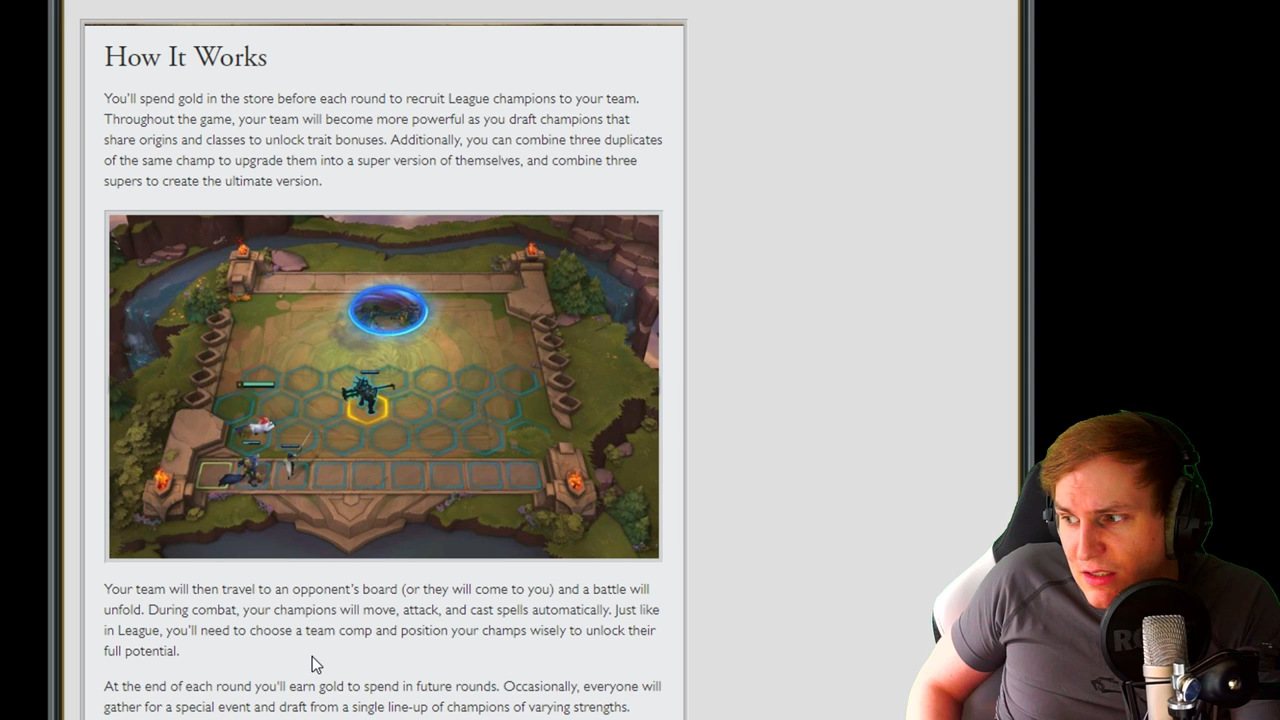 How It Works
You'll spend gold in the store before each round to recruit League champions to your team.
Throughout the game, your team will become more powerful as you draft champions that
share origins and classes to unlock trait bonuses. Additionally, you can combine three duplicates
of the same champ to upgrade them into a super version of themselves, and combine three
supers to create the ultimate version.
Your team will then travel to an opponent's board (or they will come to you) and a battle will
unfold. During combat, your champions will move, attack, and cast spells automatically. Just like
in League, you'll need to choose a team comp and position your champs wisely to unlock their
full potential.
At the end of each round you'll earn gold to spend in future rounds. Occasionally, everyone will
gather for a special event and draft from a single line-up of champions of varying strengths.